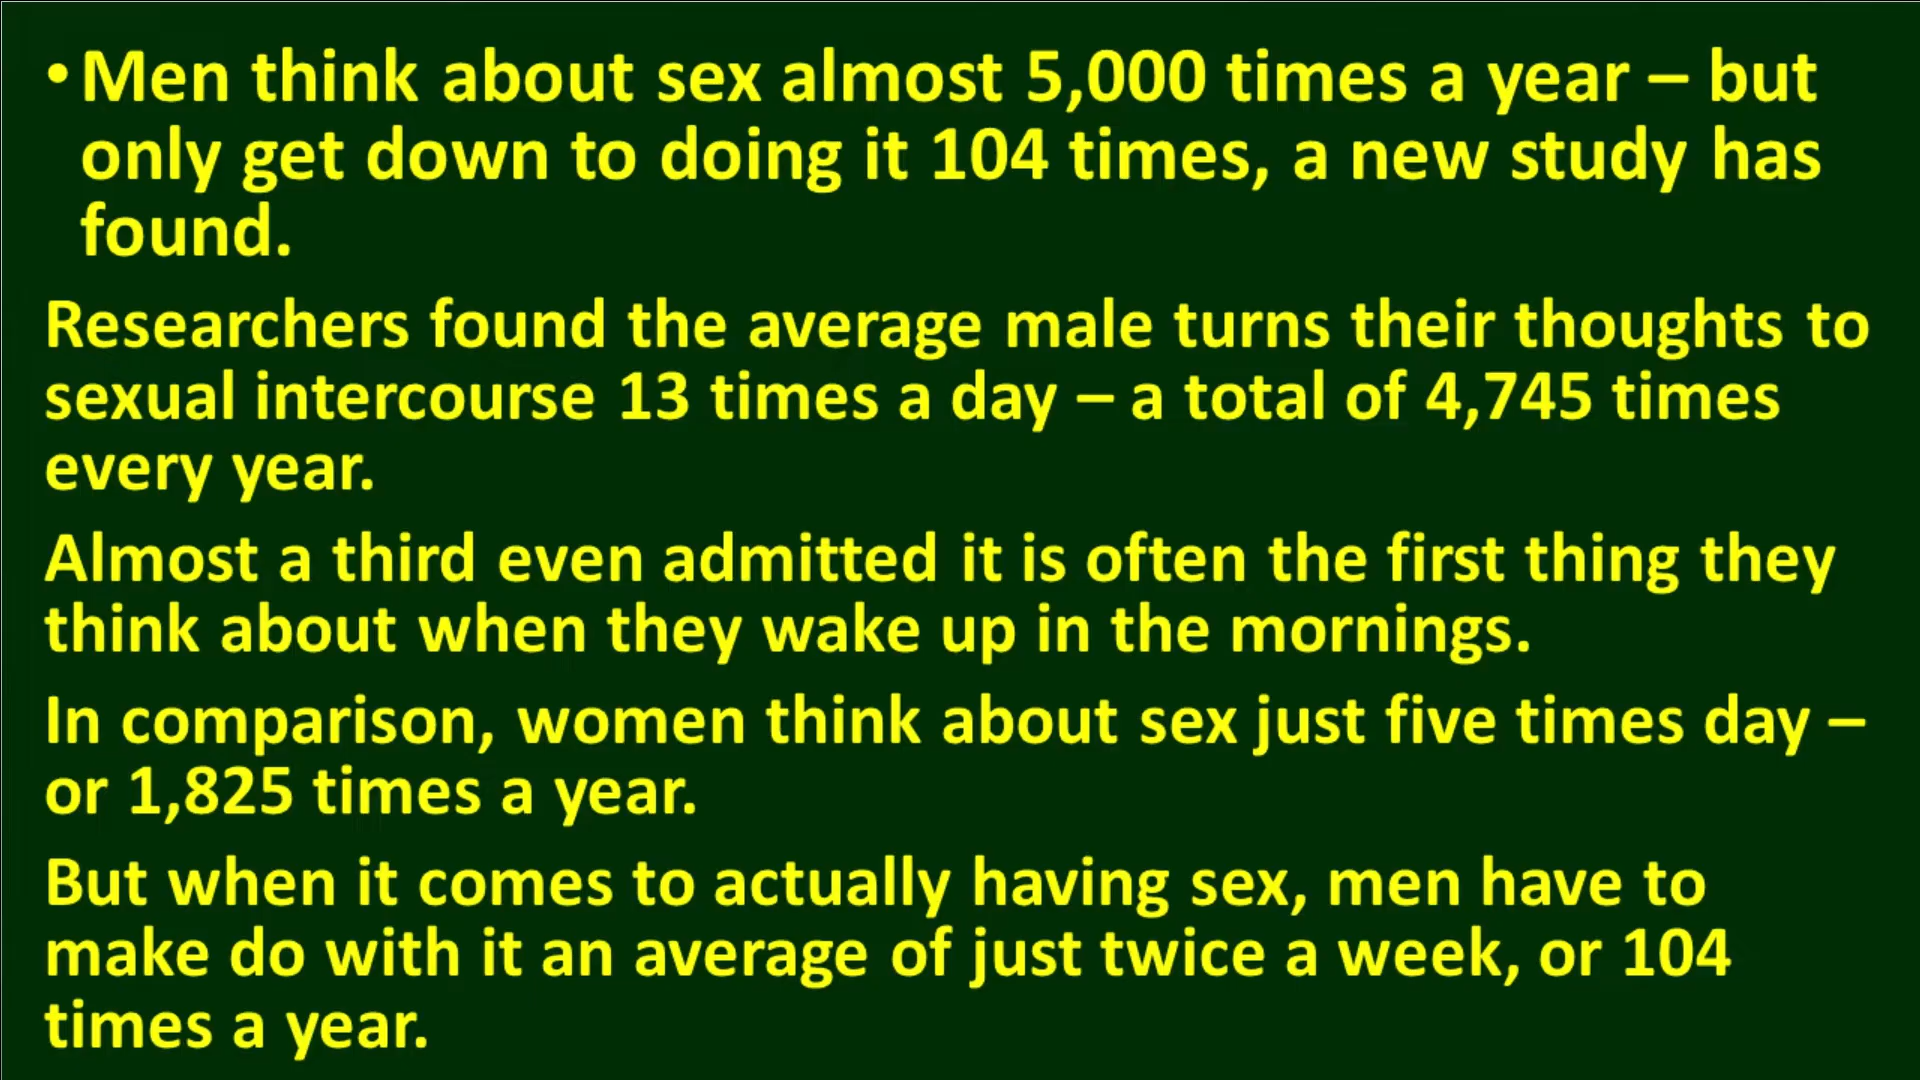 •Men think about sex almost 5,000 times a year – but
only get down to doing it 104 times, a new study has
found.
Researchers found the average male turns their thoughts to
sexual intercourse 13 times a day – a total of 4,745 times
every year.
Almost a third even admitted it is often the first thing they
think about when they wake up in the mornings.
In comparison, women think about sex just five times day –
or 1,825 times a year.
But when it comes to actually having sex, men have to
make do with it an average of just twice a week, or 104
times a year.